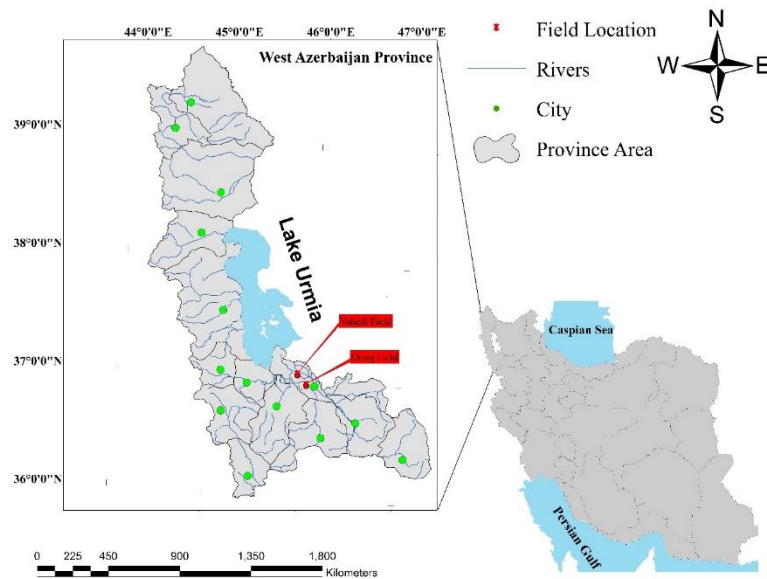 44°0'0"E 45°0'0"E 46°0'0"E 47°0'0"E
West Azerbaijan Province
39°0'0"N
38°0'0"N
37°0'0"N
36°0'0"N
Lake Urmia
Field
Field
Field Location
Rivers
City
Province Area
N
W E
S
Caspian Sea
Persian Gulf
0 225 450 900 1,350 1,800
Kilometers